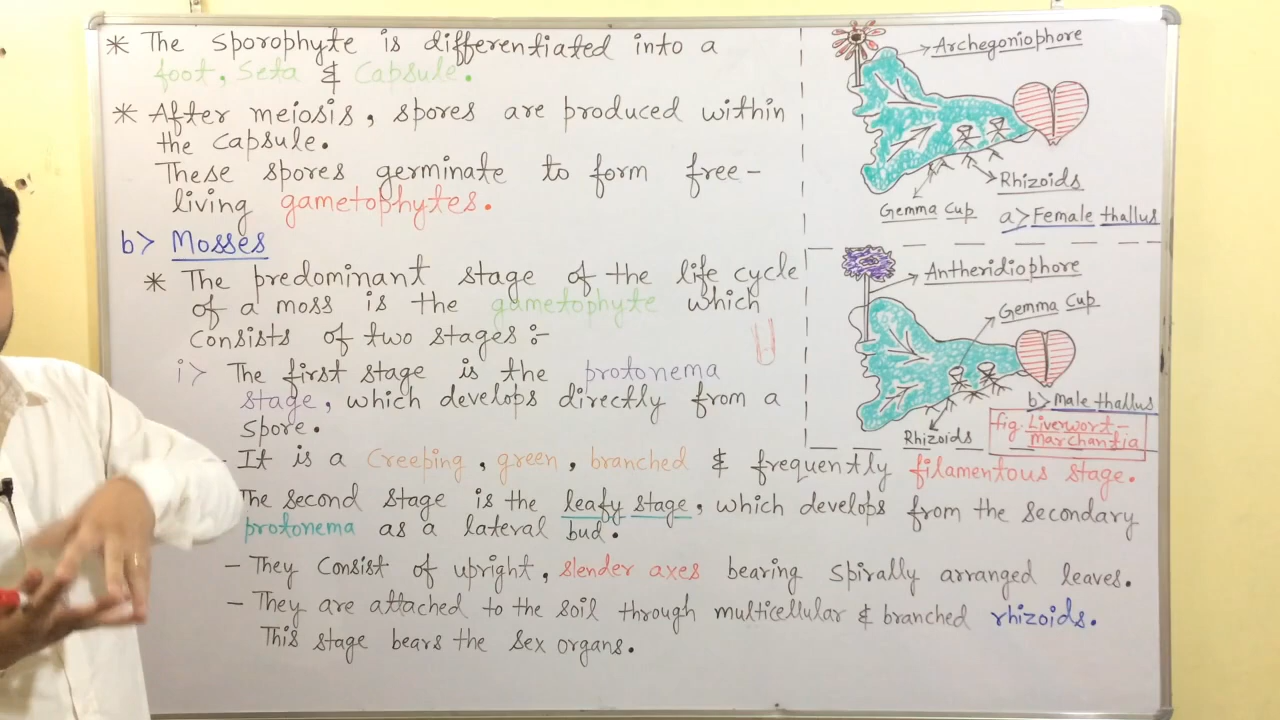 * The sporophyte is differentiated into a
foot, Seta & Capsule.
* After meiosis, spores are produced within
the capsule.
These spores germinate to form free-
living gametophytes.
b> Mosses
* The predominant stage of the life cycle
of a moss is the gametophyte which
consists of two stages :-
i> The first stage is the protonema
stage, which develops directly from a
spore.
- It is a Creeping, green, branched & frequently filamentous stage.
The second stage is the leafy stage, which develops from the secondary
protonema as a lateral bud.
- They consist of upright, slender axes bearing spirally arranged leaves.
- They are attached to the soil through multicellular & branched rhizoids.
This stage bears the sex organs.
Archegoniophore
Rhizoids
Gemma Cup
a> Female thallus
Antheridiophore
Gemma Cup
b> Male thallus
Rhizoids
fig. Liverwort -
Marchantia